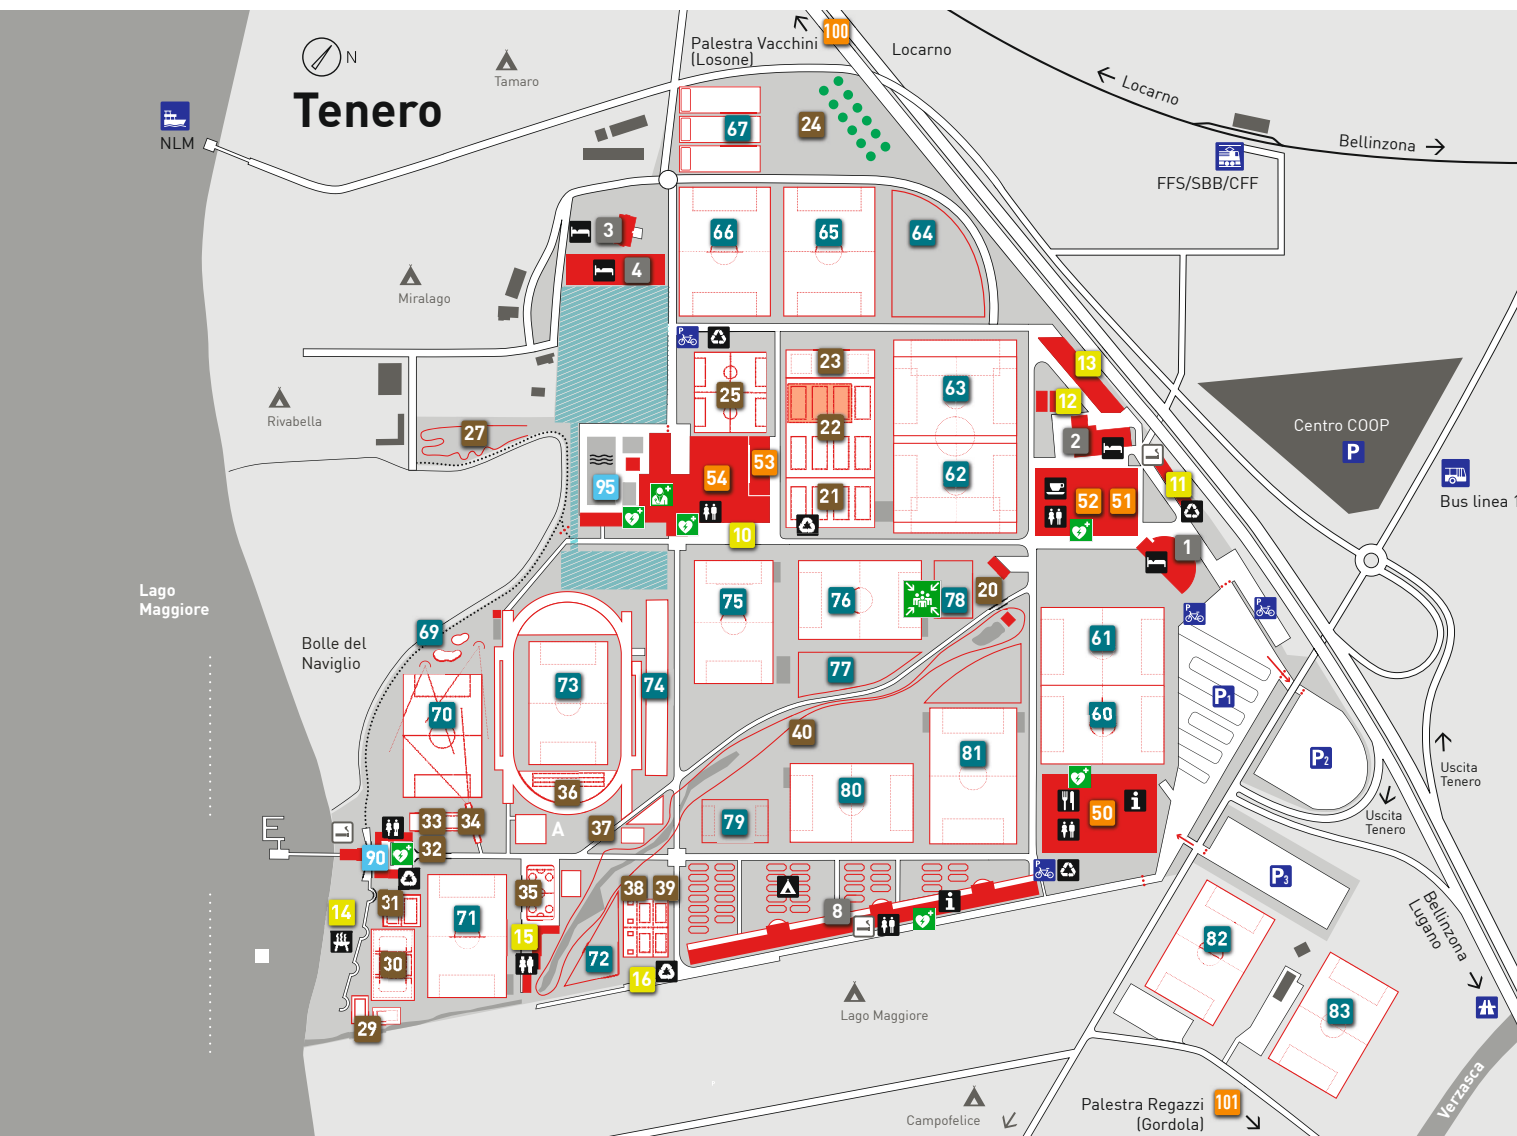 100
Palestra Vacchini
(Losone)
Locarno
N
Tamaro
Tenero
Locarno
NLM
67
24
Bellinzona
FFS/SBB/CFF
3
66
65
64
4
Miralago
P
13
23
63
25
12
Rivabella
22
2
Centro COOP
27
P
53
54
62
95
21
52
51
11
Bus linea 1
10
1
Lago
Maggiore
75
76
78
20
P
P
69
Bolle del
Naviglio
61
77
73
74
P1
70
60
40
81
P2
Uscita
Tenero
36
80
50
33
34
37
A
79
Uscita
Tenero
32
90
P
P3
35
38
39
31
14
71
8
Bellinzona
Lugano
15
82
30
72
16
29
Lago Maggiore
83
Verzasca
Campofelice
Palestra Regazzi
(Gordola)
101